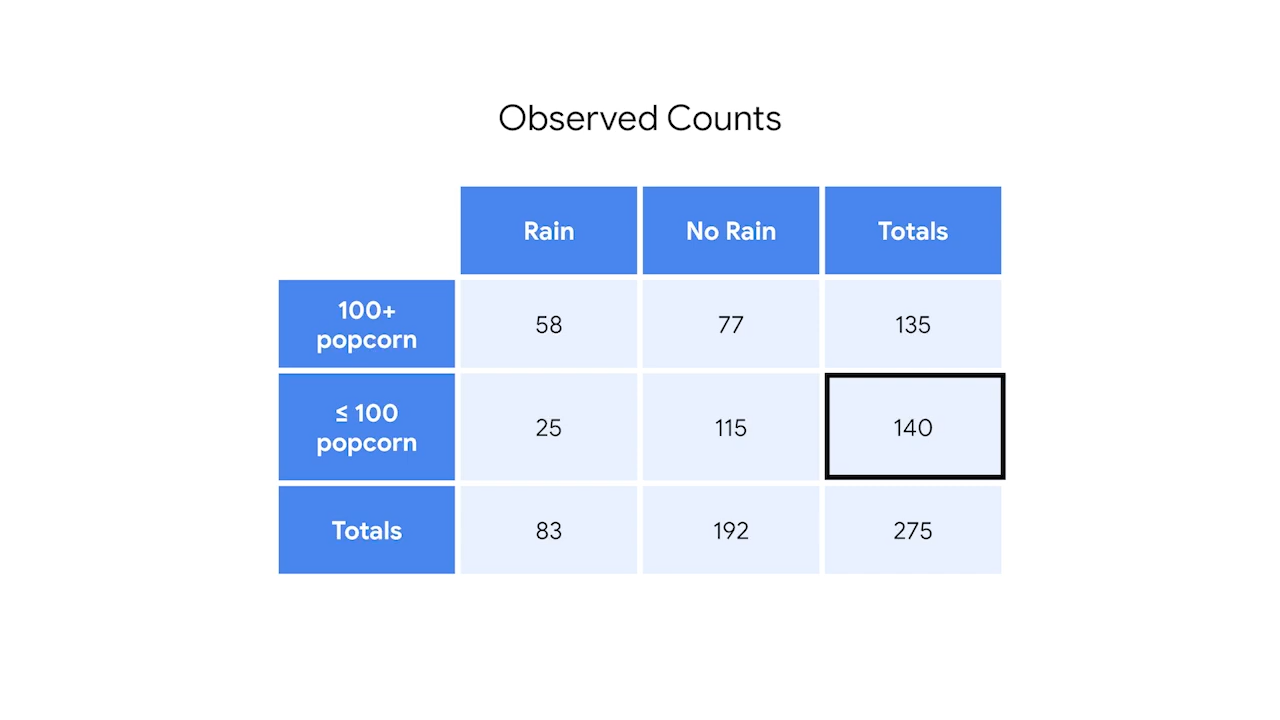 Observed Counts
Rain
No Rain
Totals
100+
popcorn
58
77
135
≤ 100
popcorn
25
115
140
Totals
83
192
275